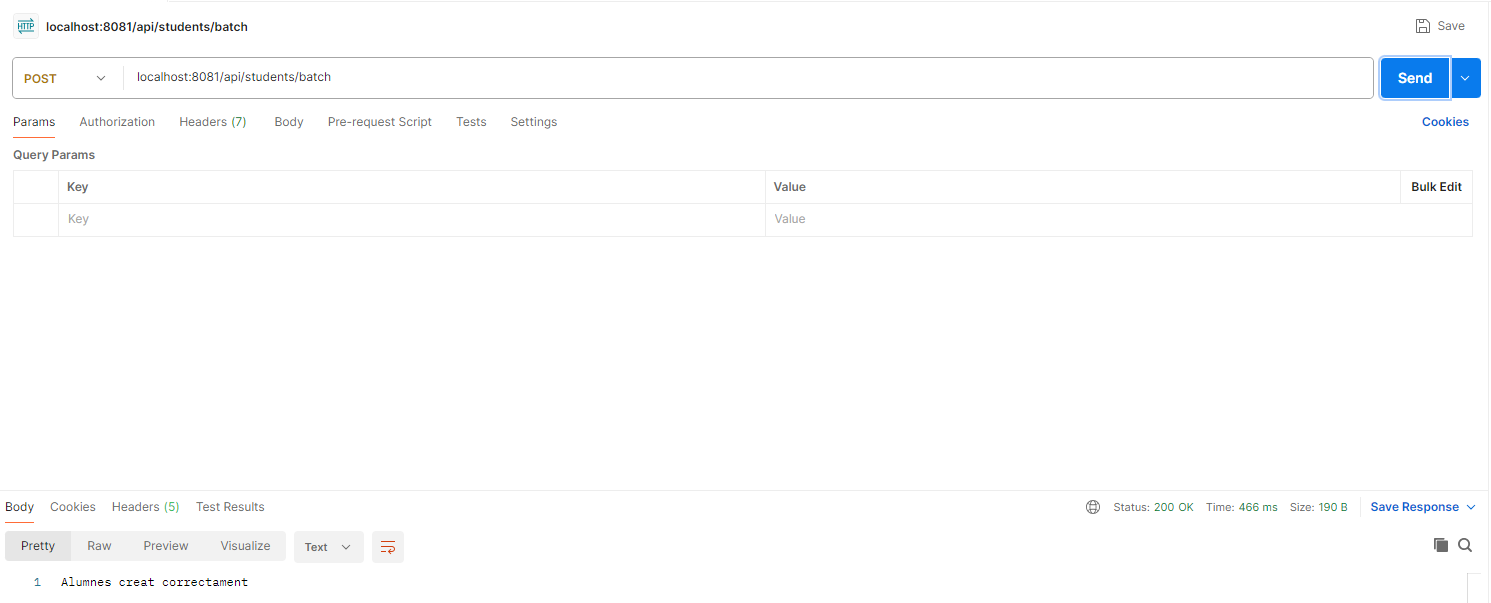 HTTP localhost:8081/api/students/batch Save
POST localhost:8081/api/students/batch Send
Params Authorization Headers (7) Body Pre-request Script Tests Settings Cookies
Query Params
Key Value Bulk Edit
Key Value
Body Cookies Headers (5) Test Results Status: 200 OK Time: 466 ms Size: 190 B Save Response
Pretty Raw Preview Visualize Text
1 Alumnes creat correctament